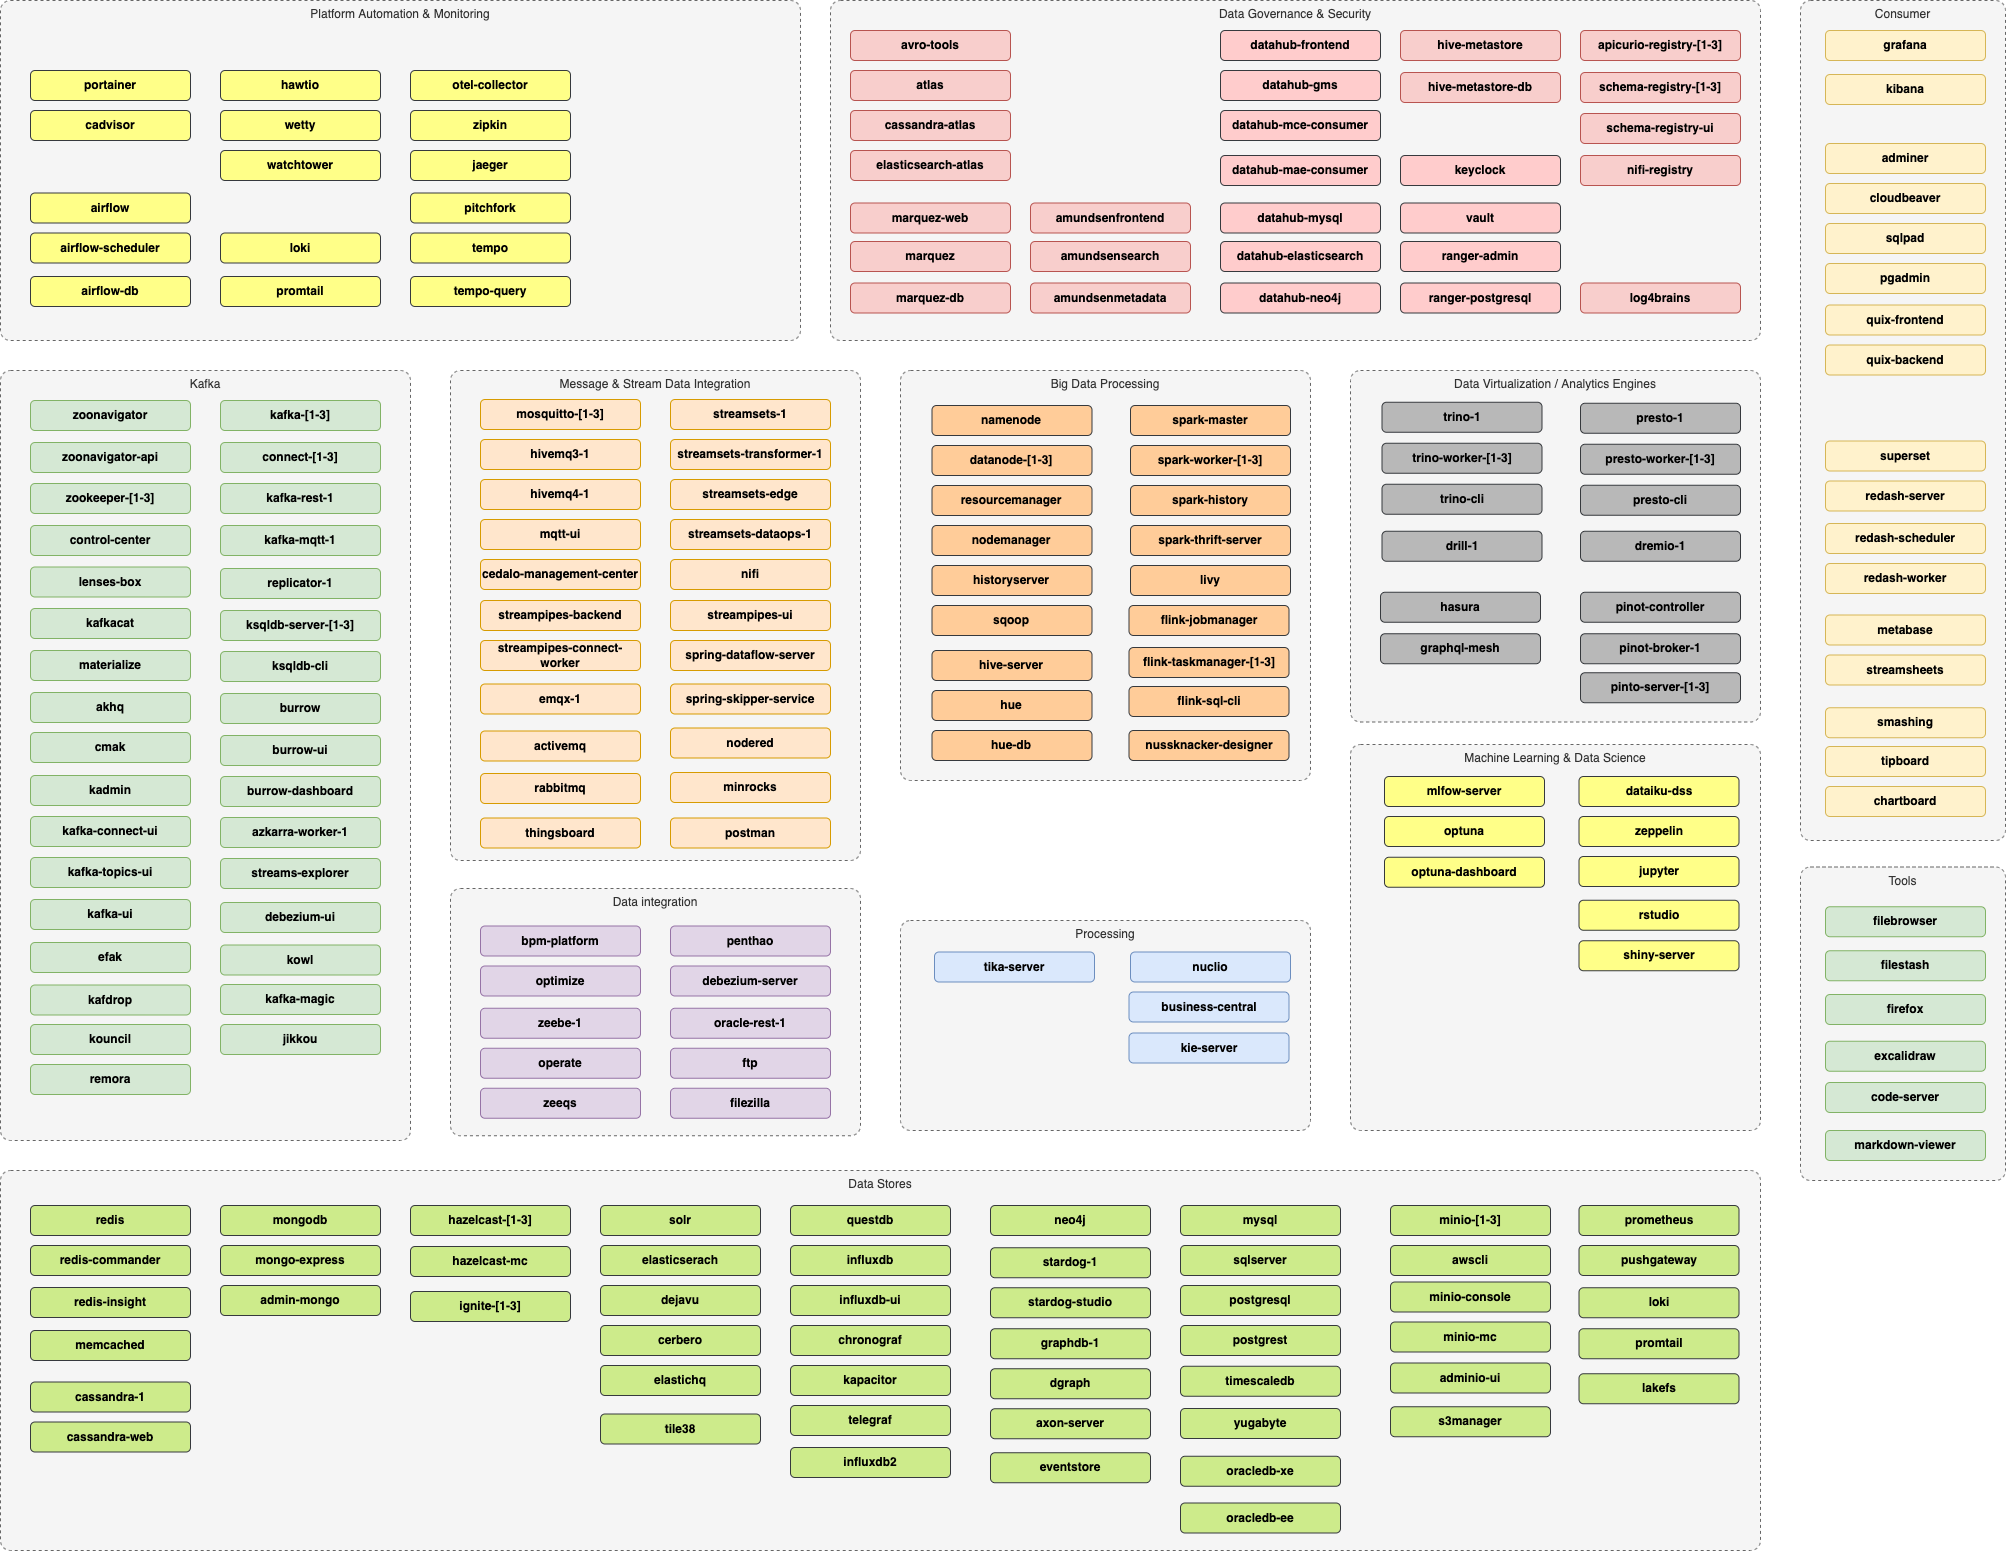 Platform Automation & Monitoring
portainer
cadvisor
airflow
airflow-scheduler
airflow-db
hawtio
wetty
watchtower
loki
promtail
otel-collector
zipkin
jaeger
pitchfork
tempo
tempo-query
Data Governance & Security
avro-tools
atlas
cassandra-atlas
elasticsearch-atlas
marquez-web
marquez
marquez-db
amundsenfrontend
amundsensearch
amundsenmetadata
datahub-frontend
datahub-gms
datahub-mce-consumer
datahub-mae-consumer
datahub-mysql
datahub-elasticsearch
datahub-neo4j
hive-metastore
hive-metastore-db
keyclock
vault
ranger-admin
ranger-postgresql
apicurio-registry-[1-3]
schema-registry-[1-3]
schema-registry-ui
nifi-registry
log4brains
Consumer
grafana
kibana
adminer
cloudbeaver
sqlpad
pgadmin
quix-frontend
quix-backend
superset
redash-server
redash-scheduler
redash-worker
metabase
streamsheets
smashing
tipboard
chartboard
Kafka
zoonavigator
zoonavigator-api
zookeeper-[1-3]
control-center
lenses-box
kafkacat
materialize
akhq
cmak
kadmin
kafka-connect-ui
kafka-topics-ui
kafka-ui
efak
kafdrop
kouncil
remora
kafka-[1-3]
connect-[1-3]
kafka-rest-1
kafka-mqtt-1
replicator-1
ksqldb-server-[1-3]
ksqldb-cli
burrow
burrow-ui
burrow-dashboard
azkarra-worker-1
streams-explorer
debezium-ui
kowl
kafka-magic
jikkou
Message & Stream Data Integration
mosquitto-[1-3]
hivemq3-1
hivemq4-1
mqtt-ui
cedalo-management-center
streampipes-backend
streampipes-connect-
worker
emqx-1
activemq
rabbitmq
thingsboard
streamsets-1
streamsets-transformer-1
streamsets-edge
streamsets-dataops-1
nifi
streampipes-ui
spring-dataflow-server
spring-skipper-service
nodered
minrocks
postman
Big Data Processing
namenode
datanode-[1-3]
resourcemanager
nodemanager
historyserver
sqoop
hive-server
hue
hue-db
spark-master
spark-worker-[1-3]
spark-history
spark-thrift-server
livy
flink-jobmanager
flink-taskmanager-[1-3]
flink-sql-cli
nussknacker-designer
Data Virtualization / Analytics Engines
trino-1
trino-worker-[1-3]
trino-cli
drill-1
hasura
graphql-mesh
presto-1
presto-worker-[1-3]
presto-cli
dremio-1
pinot-controller
pinot-broker-1
pinto-server-[1-3]
Machine Learning & Data Science
mlfow-server
optuna
optuna-dashboard
dataiku-dss
zeppelin
jupyter
rstudio
shiny-server
Data integration
bpm-platform
optimize
zeebe-1
operate
zeeqs
penthao
debezium-server
oracle-rest-1
ftp
filezilla
Processing
tika-server
nuclio
business-central
kie-server
Tools
filebrowser
filestash
firefox
excalidraw
code-server
markdown-viewer
Data Stores
redis
redis-commander
redis-insight
memcached
cassandra-1
cassandra-web
mongodb
mongo-express
admin-mongo
hazelcast-[1-3]
hazelcast-mc
ignite-[1-3]
solr
elasticserach
dejavu
cerbero
elastichq
tile38
questdb
influxdb
influxdb-ui
chronograf
kapacitor
telegraf
influxdb2
neo4j
stardog-1
stardog-studio
graphdb-1
dgraph
axon-server
eventstore
mysql
sqlserver
postgresql
postgrest
timescaledb
yugabyte
oracledb-xe
oracledb-ee
minio-[1-3]
awscli
minio-console
minio-mc
adminio-ui
s3manager
prometheus
pushgateway
loki
promtail
lakefs